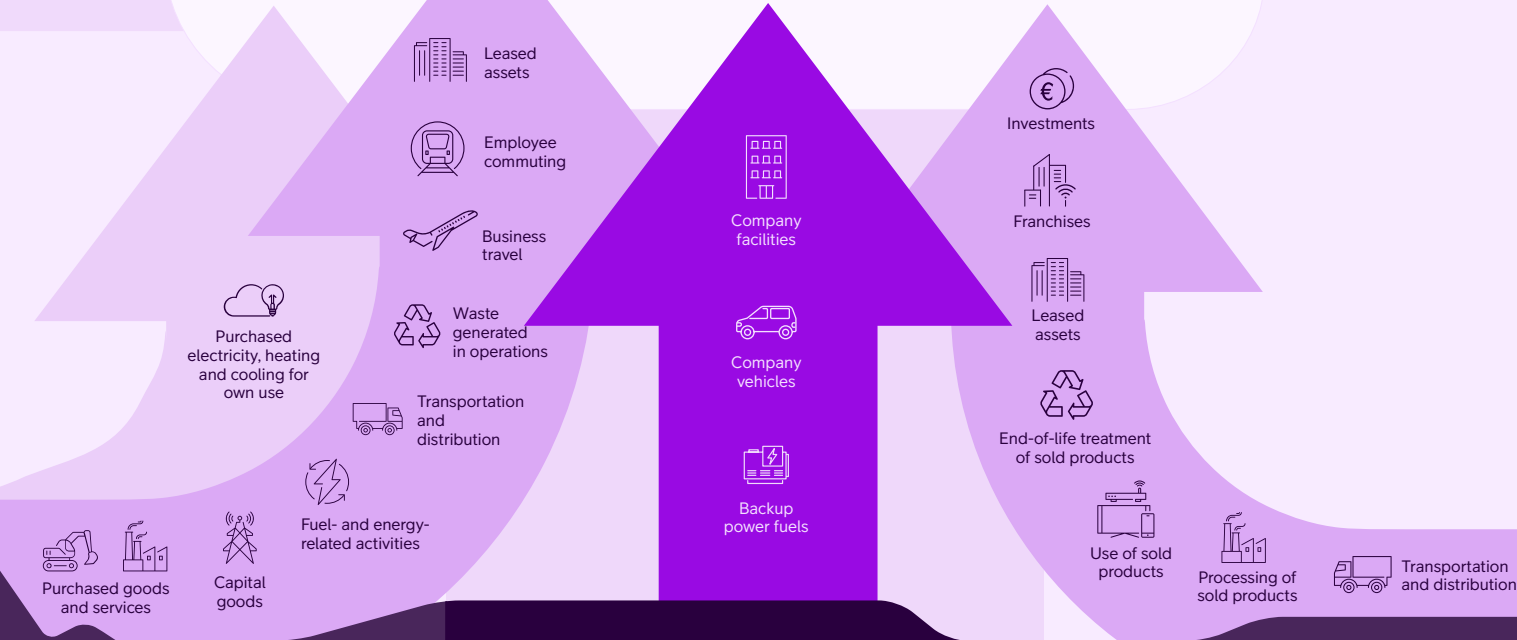 Leased
assets
Employee
commuting
Business
travel
Waste
generated
in operations
Transportation
and
distribution
Fuel- and energy-
related activities
Capital
goods
Purchased goods
and services
Purchased
electricity, heating
and cooling for
own use
Company
facilities
Company
vehicles
Backup
power fuels
€
Investments
Franchises
Leased
assets
End-of-life treatment
of sold products
Use of sold
products
Processing of
sold products
Transportation
and distribution